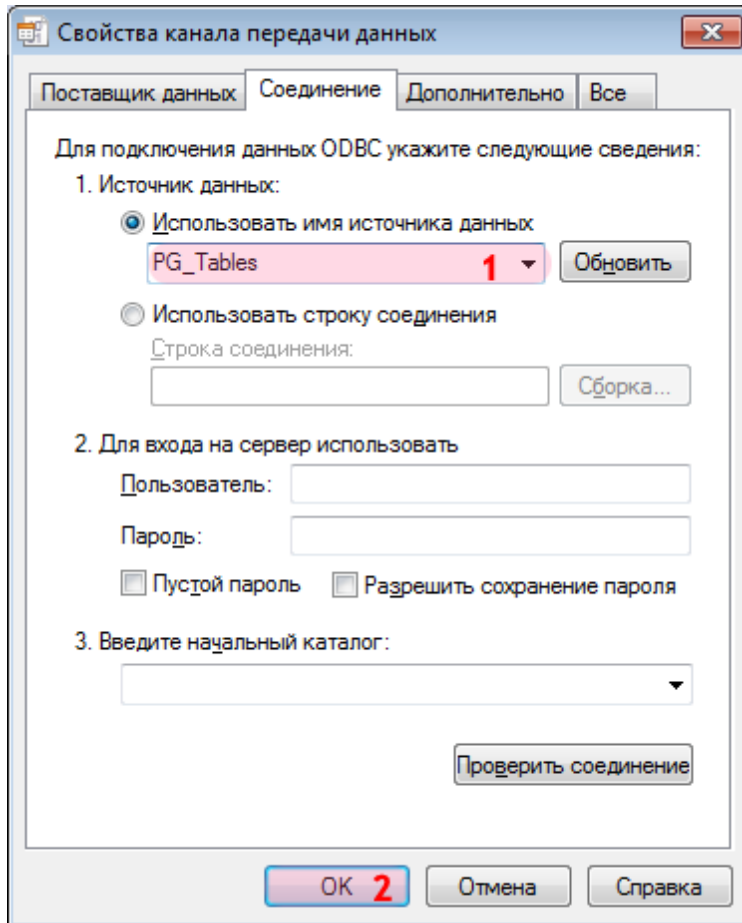 Свойства канала передачи данных
Поставщик данных Соединение Дополнительно Все
Для подключения данных ODBC укажите следующие сведения:
1. Источник данных:
Использовать имя источника данных
PG_Tables 1 Обновить
Использовать строку соединения
Строка соединения:
Сборка...
2. Для входа на сервер использовать
Пользователь:
Пароль:
Пустой пароль Разрешить сохранение пароля
3. Введите начальный каталог:
Проверить соединение
OK 2 Отмена Справка